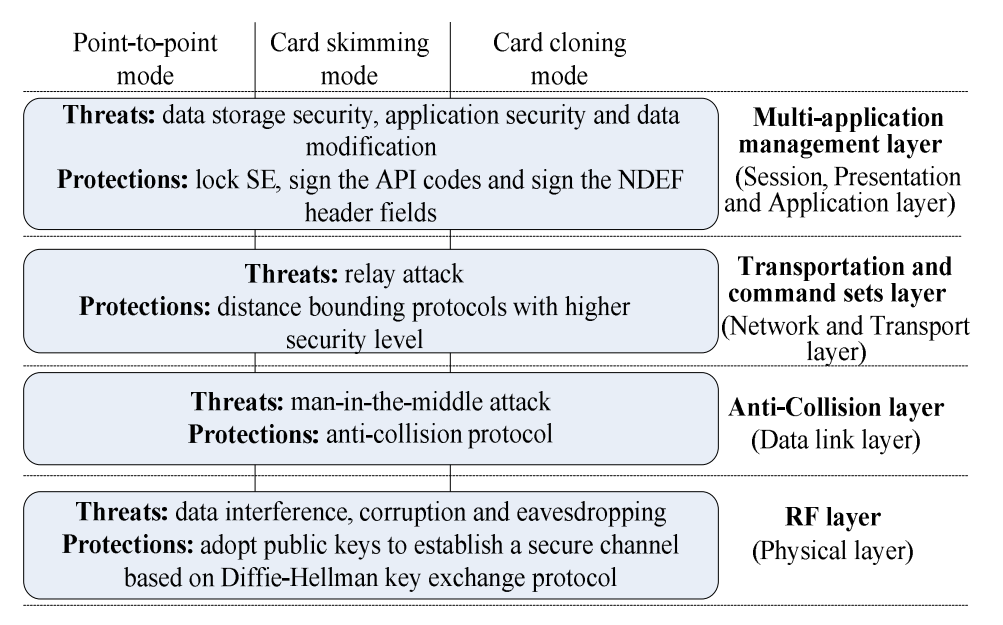 Point-to-point
mode
Card skimming
mode
Card cloning
mode
Threats: data storage security, application security and data
modification
Protections: lock SE, sign the API codes and sign the NDEF
header fields
Multi-application
management layer
(Session, Presentation
and Application layer)
Threats: relay attack
Protections: distance bounding protocols with higher
security level
Transportation and
command sets layer
(Network and Transport
layer)
Threats: man-in-the-middle attack
Protections: anti-collision protocol
Anti-Collision layer
(Data link layer)
Threats: data interference, corruption and eavesdropping
Protections: adopt public keys to establish a secure channel
based on Diffie-Hellman key exchange protocol
RF layer
(Physical layer)